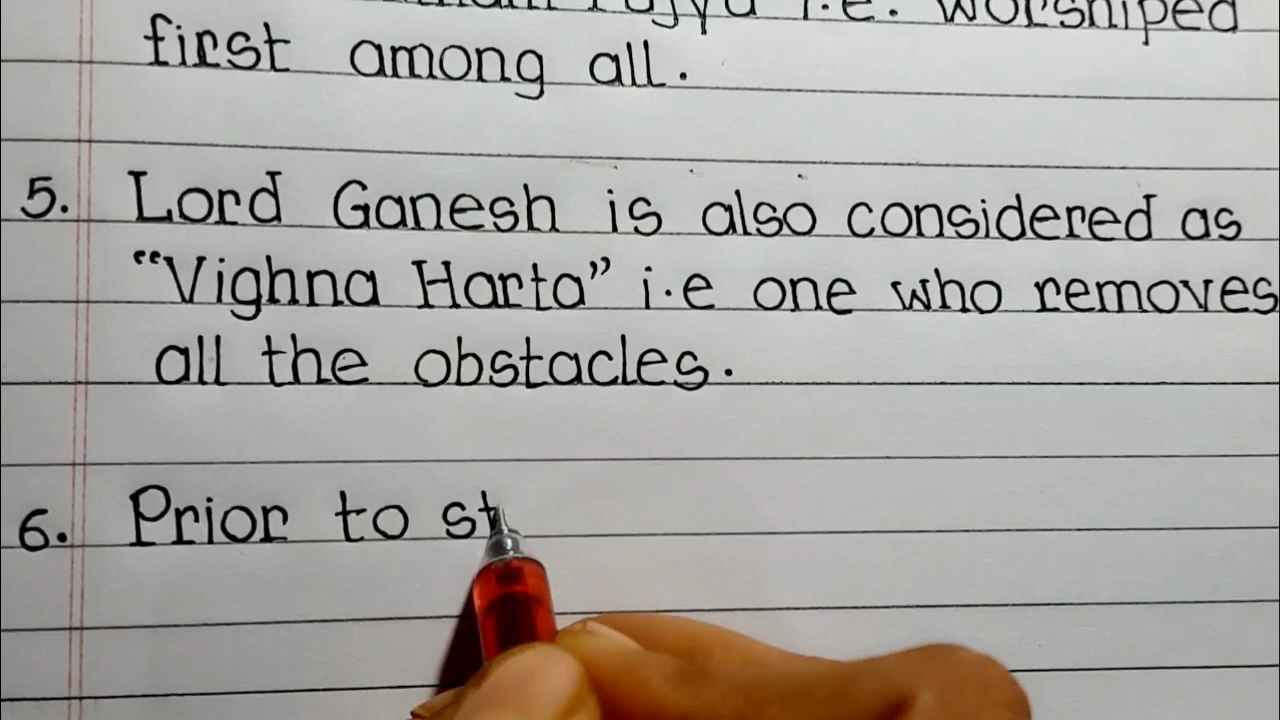 i.e. worshiped
first among all.
5. Lord Ganesh is also considered as
“Vighna Harta” i.e one who removes
all the obstacles.
6. Prior to st